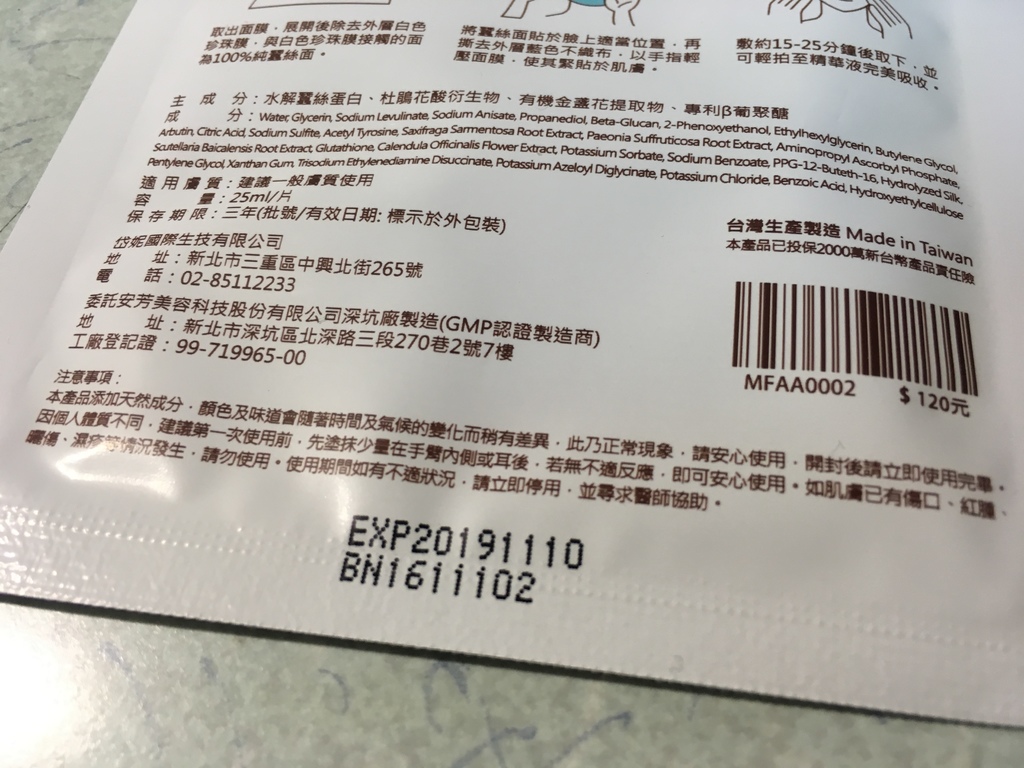 取出面膜，展開後除去外層白色
珍珠膜，與白色珍珠膜接觸的面
為100%純蠶絲面。
將蠶絲面貼於臉上適當位置，再
撕去外層藍色不織布，以手指輕
壓面膜，使其緊貼於肌膚。
敷約15-25分鐘後取下，並
可輕拍至精華液完美吸收。
主 成 分：水解蠶絲蛋白、杜鵑花酸衍生物、有機金盞花提取物、專利β葡聚醣
成 分：Water, Glycerin, Sodium Levulinate, Sodium Anisate, Propanediol, Beta-Glucan, 2-Phenoxyethanol, Ethylhexylglycerin, Butylene Glycol,
Arbutin, Citric Acid, Sodium Sulfite, Acetyl Tyrosine, Saxifraga Sarmentosa Root Extract, Paeonia Suffruticosa Root Extract, Aminopropyl Ascorbyl Phosphate,
Scutellaria Baicalensis Root Extract, Glutathione, Calendula Officinalis Flower Extract, Potassium Sorbate, Sodium Benzoate, PPG-12-Buteth-16, Hydrolyzed Silk,
Pentylene Glycol, Xanthan Gum, Trisodium Ethylenediamine Disuccinate, Potassium Azeloyl Diglycinate, Potassium Chloride, Benzoic Acid, Hydroxyethylcellulose
適用膚質：建議一般膚質使用
容 量：25ml/片
保存期限：三年(批號/有效日期: 標示於外包裝)
岱妮國際生技有限公司
地 址：新北市三重區中興北街265號
電 話：02-85112233
委託安芳美容科技股份有限公司深坑廠製造(GMP認證製造商)
地 址：新北市深坑區北深路三段270巷2號7樓
工廠登記證：99-719965-00
台灣生產製造 Made in Taiwan
本產品已投保2000萬新台幣產品責任險
MFAA0002 $ 120元
注意事項：
本產品添加天然成分，顏色及味道會隨著時間及氣候的變化而稍有差異，此乃正常現象，請安心使用，開封後請立即使用完畢。
因個人體質不同，建議第一次使用前，先塗抹少量在手臂內側或耳後，若無不適反應，即可安心使用。如肌膚已有傷口、紅腫、
曬傷、濕疹等情況發生，請勿使用。使用期間如有不適狀況，請立即停用，並尋求醫師協助。
EXP20191110
BN1611102